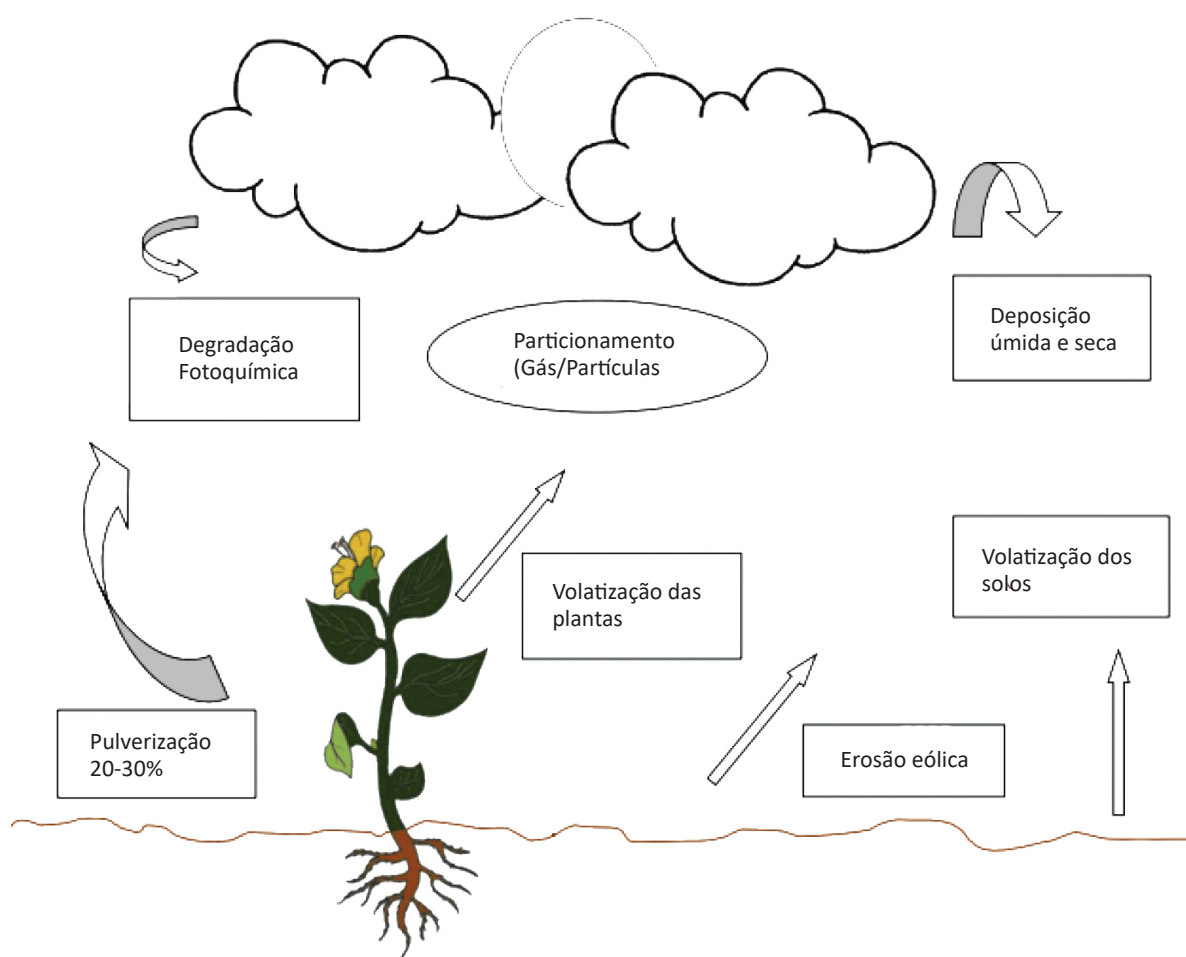 Degradação
Fotoquímica
Particionamento
(Gás/Partículas
Deposição
úmida e seca
Volatização das
plantas
Volatização dos
solos
Pulverização
20-30%
Erosão eólica